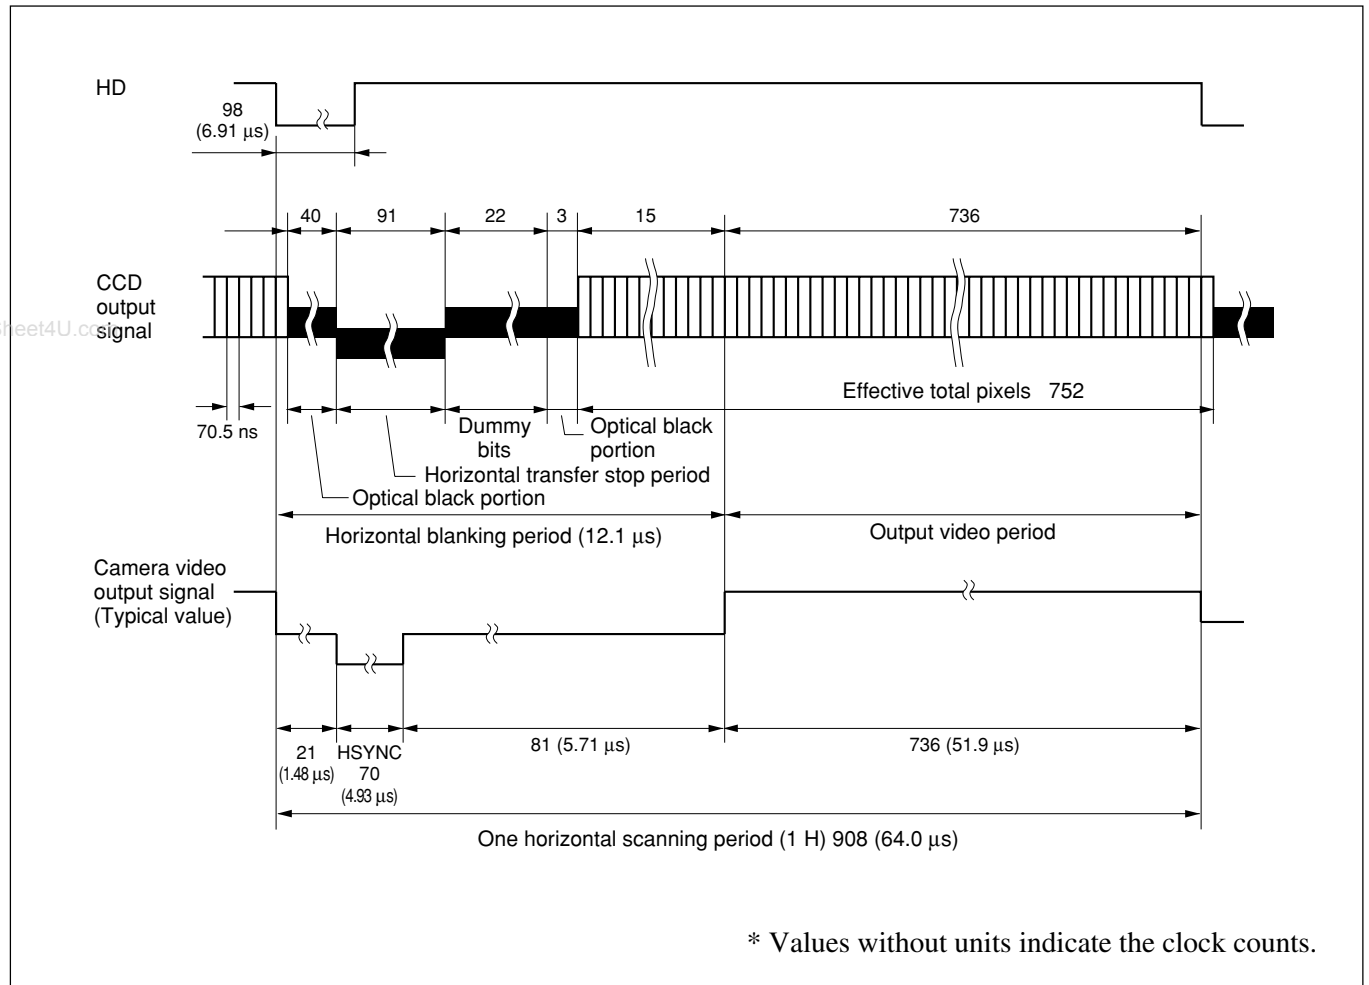 HD
98
(6.91 μs)
40 91 22 3 15 736
CCD
output
signal
heet4U.com
Effective total pixels 752
70.5 ns
Dummy
bits
Optical black
portion
Horizontal transfer stop period
Optical black portion
Horizontal blanking period (12.1 μs)
Output video period
Camera video
output signal
(Typical value)
21
(1.48 μs)
HSYNC
70
(4.93 μs)
81 (5.71 μs)
736 (51.9 μs)
One horizontal scanning period (1 H) 908 (64.0 μs)
* Values without units indicate the clock counts.